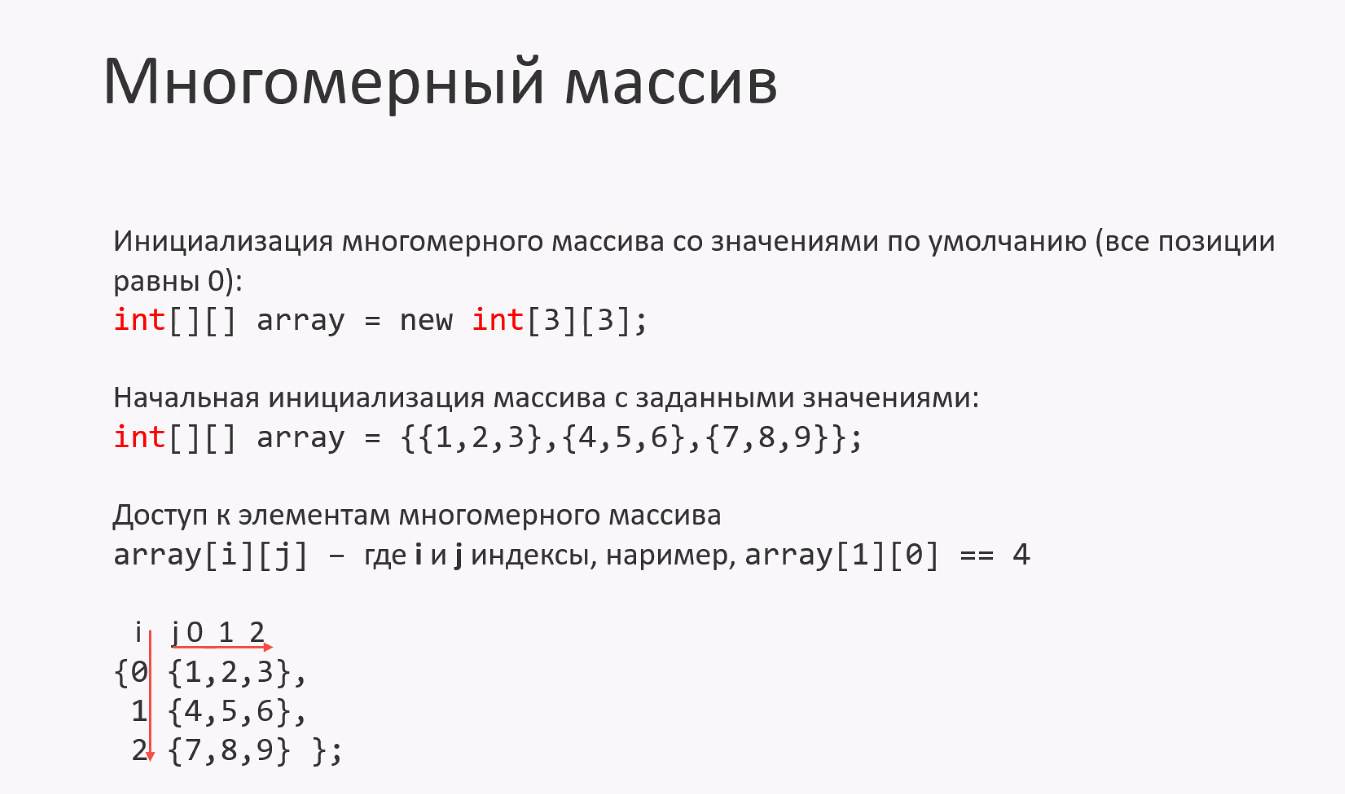 Многомерный массив
Инициализация многомерного массива со значениями по умолчанию (все позиции
равны 0):
int[][] array = new int[3][3];
Начальная инициализация массива с заданными значениями:
int[][] array = {{1,2,3},{4,5,6},{7,8,9}};
Доступ к элементам многомерного массива
array[i][j] – где i и j индексы, наример, array[1][0] == 4
i j 0 1 2
{0 {1,2,3},
1 {4,5,6},
2 {7,8,9} };